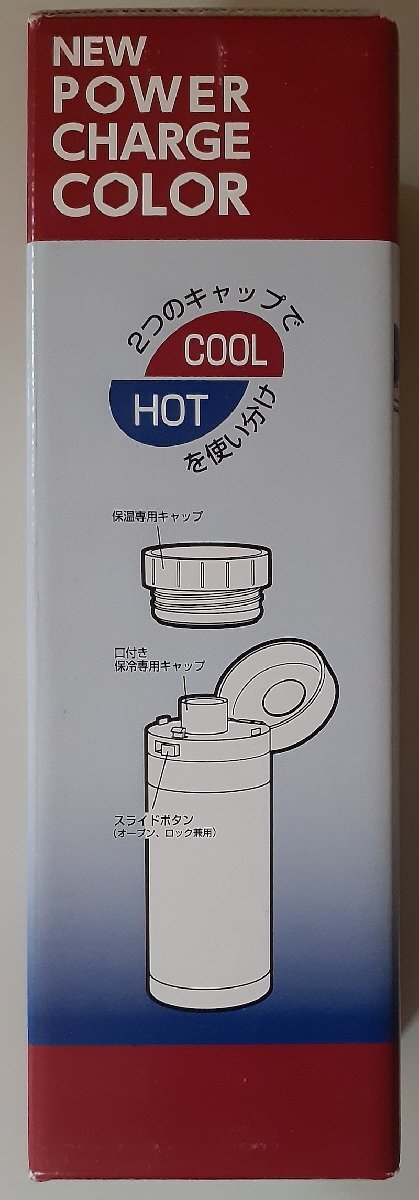 NEW
POWER
CHARGE
COLOR
2つのキャップで
COOL
HOT
を使い分け
保温専用キャップ
口付き
保冷専用キャップ
スライドボタン
(オープン、ロック兼用)